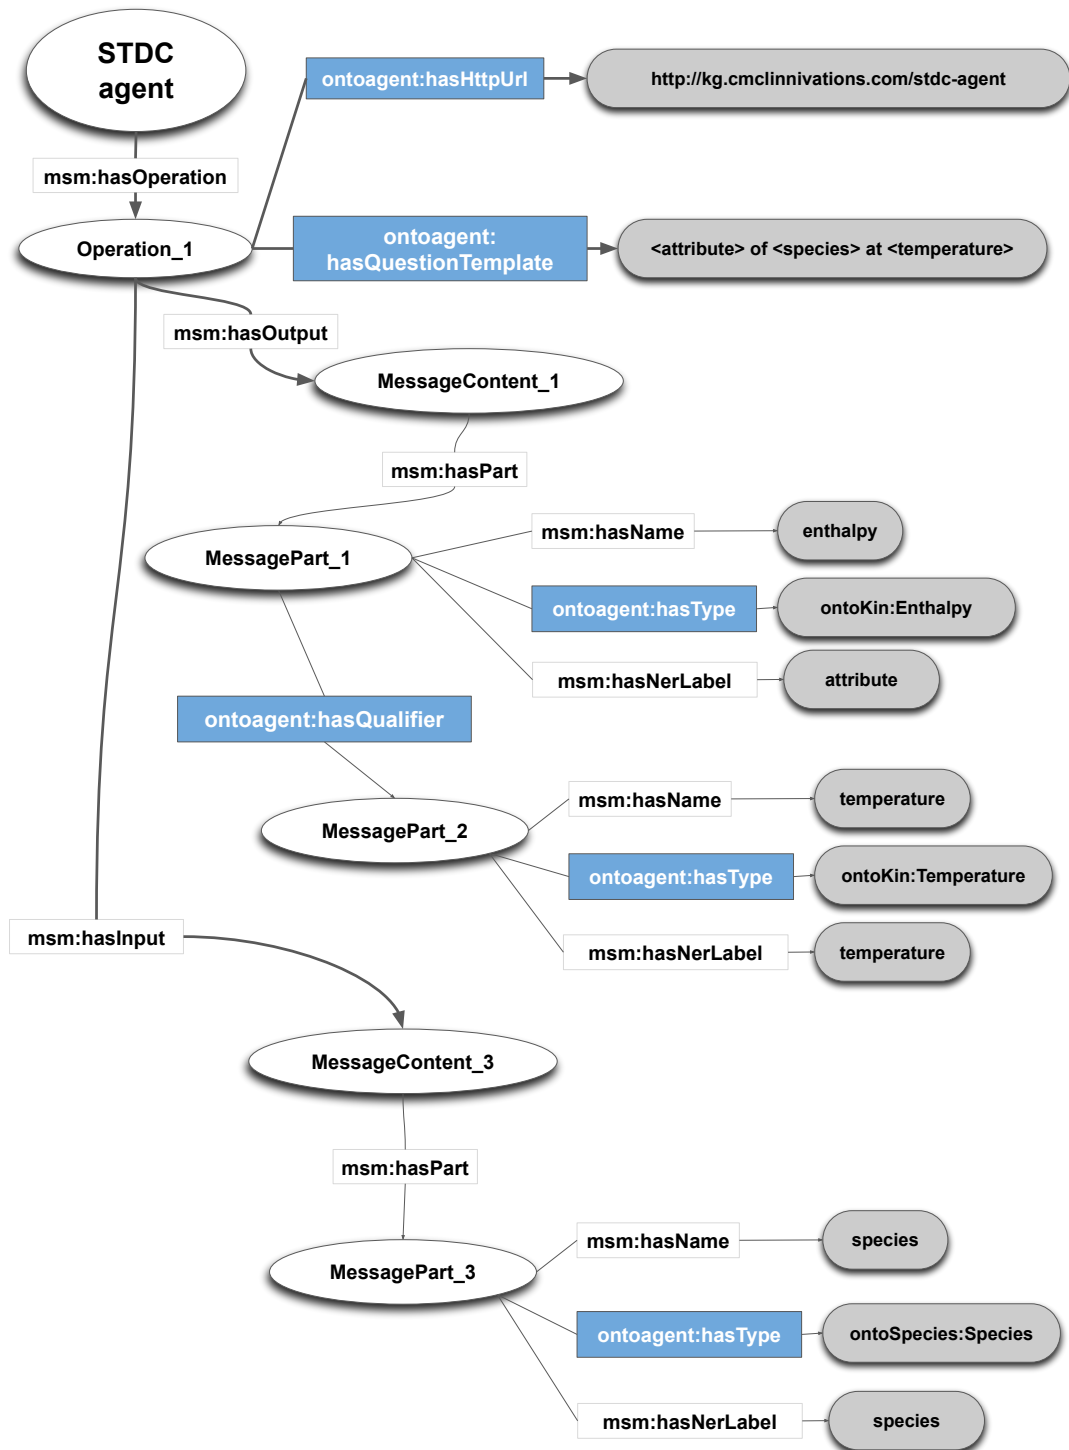 STDC
agent
ontoagent:hasHttpUrl
http://kg.cmclinnivations.com/stdc-agent
msm:hasOperation
Operation_1
ontoagent:
hasQuestionTemplate
<attribute> of <species> at <temperature>
msm:hasOutput
MessageContent_1
msm:hasPart
MessagePart_1
msm:hasName
enthalpy
ontoagent:hasType
ontoKin:Enthalpy
msm:hasNerLabel
attribute
ontoagent:hasQualifier
MessagePart_2
msm:hasName
temperature
ontoagent:hasType
ontoKin:Temperature
msm:hasNerLabel
temperature
msm:hasInput
MessageContent_3
msm:hasPart
MessagePart_3
msm:hasName
species
ontoagent:hasType
ontoSpecies:Species
msm:hasNerLabel
species